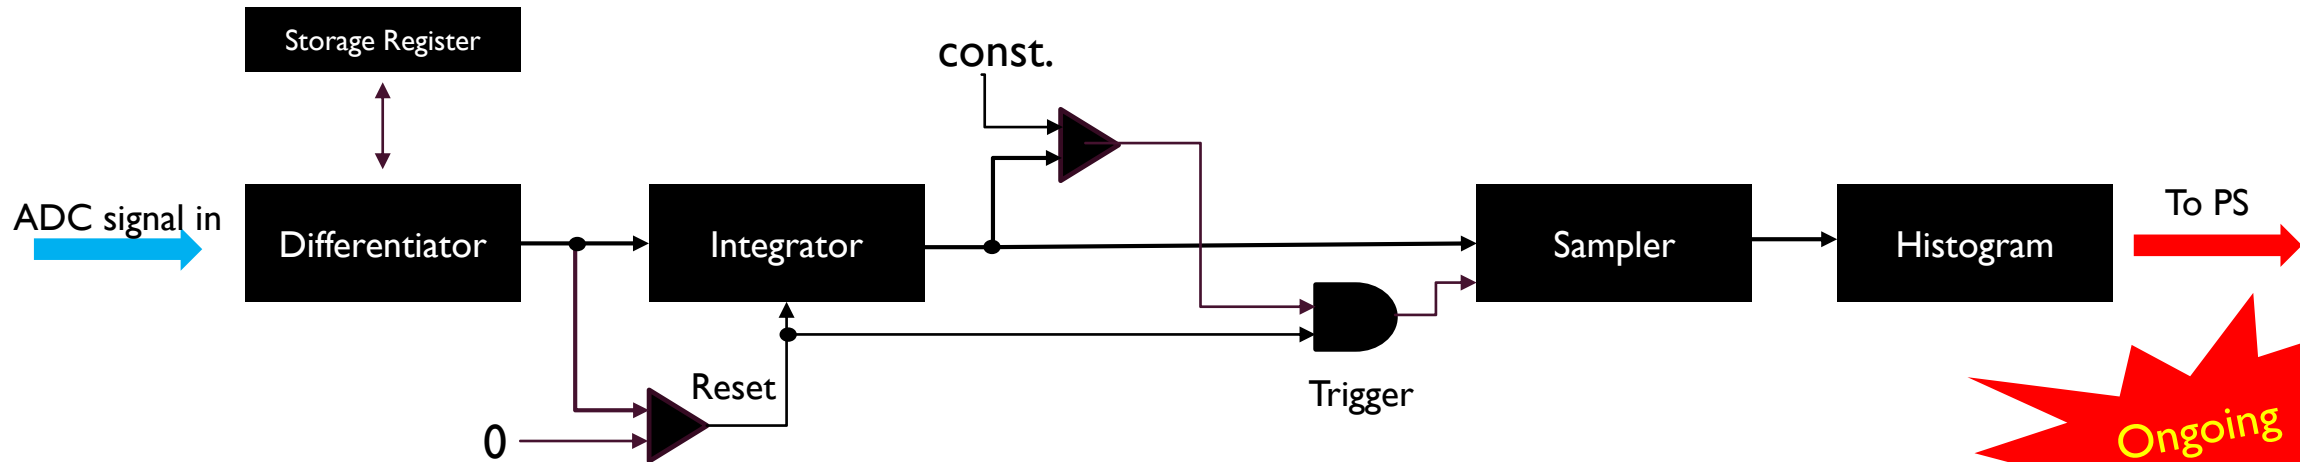 Storage Register
const.
ADC signal in
Differentiator
Integrator
Sampler
Histogram
To PS
Reset
Trigger
0
Ongoing